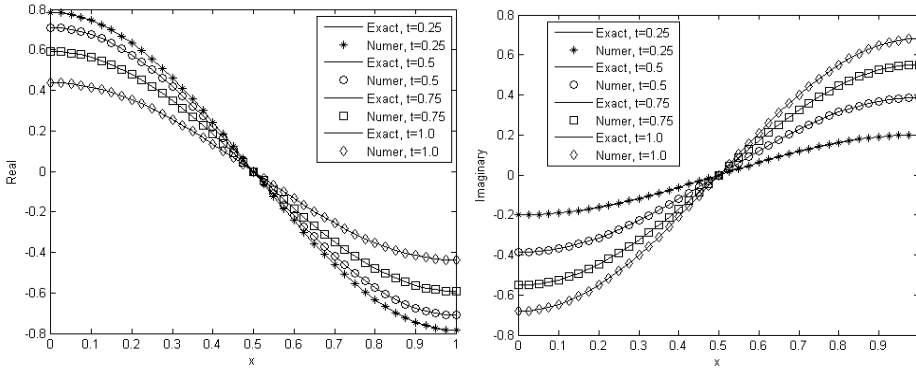 0.8
0.6
0.4
0.2
0
-0.2
-0.4
-0.6
-0.8
Real
0 0.1 0.2 0.3 0.4 0.5 0.6 0.7 0.8 0.9 1
x
Exact, t=0.25
Numer, t=0.25
Exact, t=0.5
Numer, t=0.5
Exact, t=0.75
Numer, t=0.75
Exact, t=1.0
Numer, t=1.0
0.8
0.6
0.4
0.2
0
-0.2
-0.4
-0.6
-0.8
Imaginary
0 0.1 0.2 0.3 0.4 0.5 0.6 0.7 0.8 0.9
x
Exact, t=0.25
Numer, t=0.25
Exact, t=0.5
Numer, t=0.5
Exact, t=0.75
Numer, t=0.75
Exact, t=1.0
Numer, t=1.0